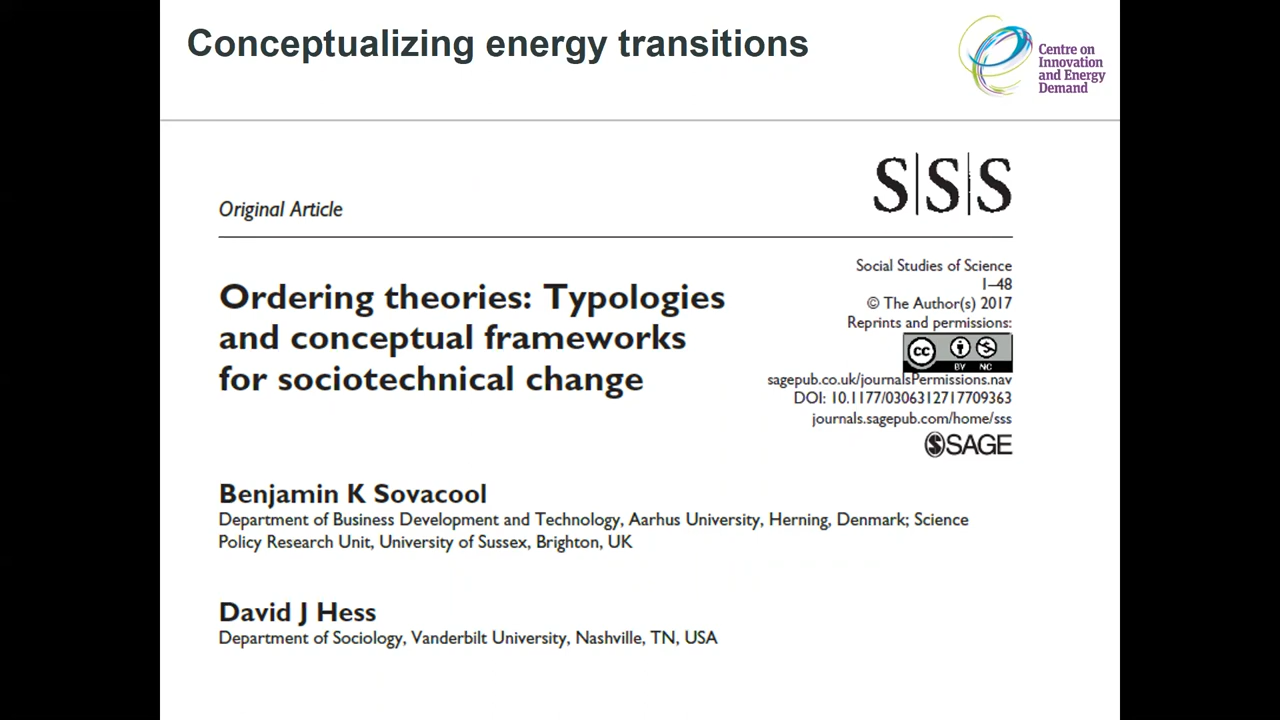 Conceptualizing energy transitions
Centre on
Innovation
and Energy
Demand
S|S|S
Original Article
Social Studies of Science
1–48
© The Author(s) 2017
Reprints and permissions:
cc
BY NC
sagepub.co.uk/journalsPermissions.nav
DOI: 10.1177/0306312717709363
journals.sagepub.com/home/sss
SAGE
Ordering theories: Typologies
and conceptual frameworks
for sociotechnical change
Benjamin K Sovacool
Department of Business Development and Technology, Aarhus University, Herning, Denmark; Science
Policy Research Unit, University of Sussex, Brighton, UK
David J Hess
Department of Sociology, Vanderbilt University, Nashville, TN, USA